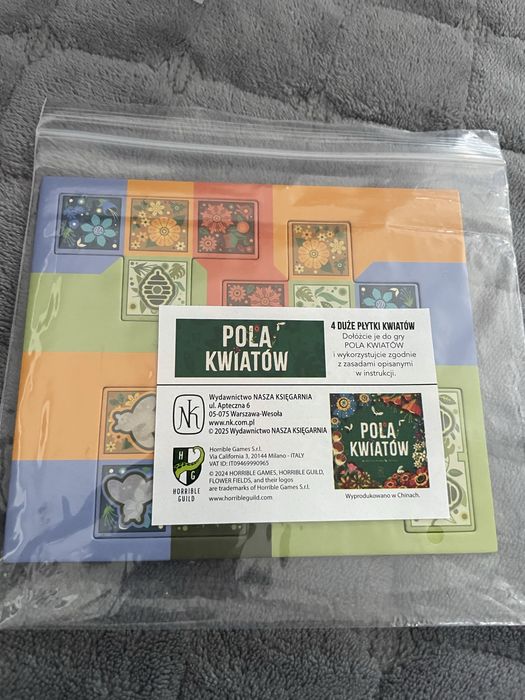 POLA
KWIATÓW
4 DUŻE PŁYTKI KWIATÓW
Dołóżcie je do gry
POLA KWIATÓW
i wykorzystujcie zgodnie
z zasadami opisanymi
w instrukcji.
NK
Wydawnictwo NASZA KSIĘGARNIA
ul. Apteczna 6
05-075 Warszawa-Wesoła
www.nk.com.pl
© 2025 Wydawnictwo NASZA KSIĘGARNIA
H G
HORRIBLE
GUILD
Horrible Games S.r.l.
Via California 3, 20144 Milano - ITALY
VAT ID: IT09469990965
© 2024 HORRIBLE GAMES, HORRIBLE GUILD,
FLOWER FIELDS, and their logos
are trademarks of Horrible Games S.r.l.
www.horribleguild.com
POLA
KWIATÓW
Wyprodukowano w Chinach.